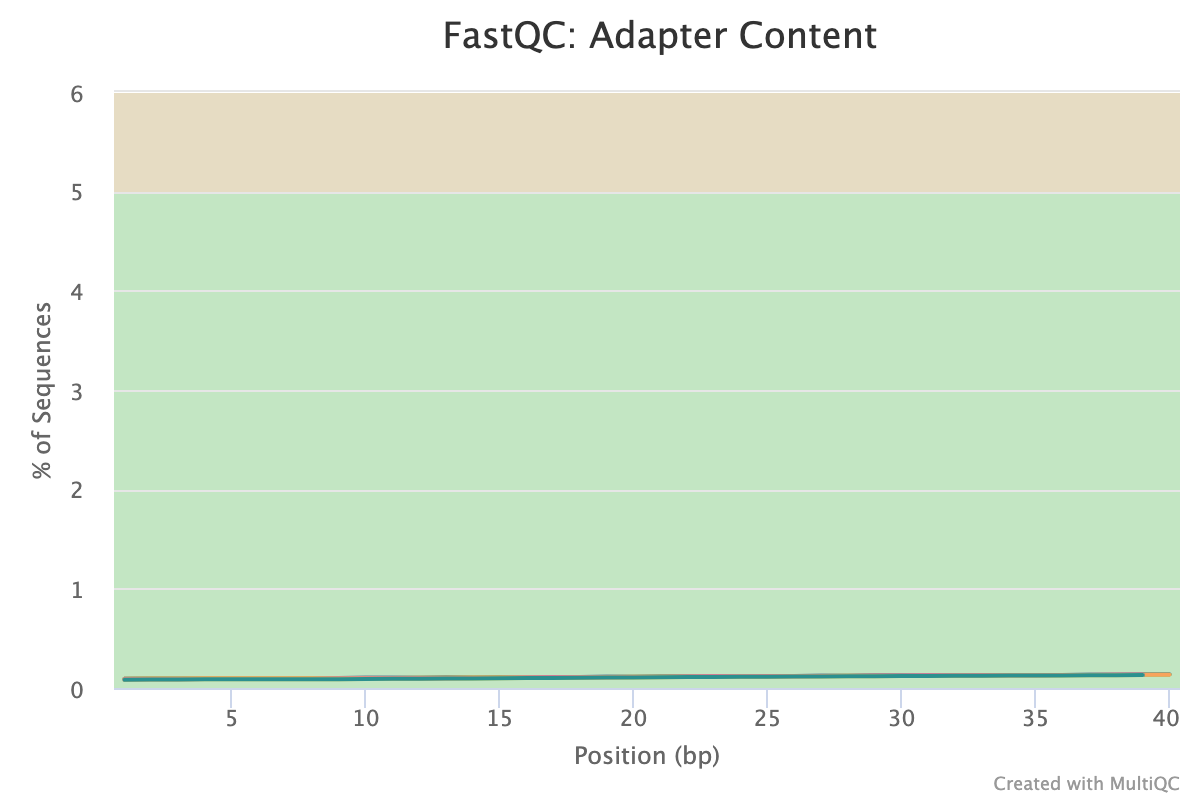 FastQC: Adapter Content
6
5
4
3
2
1
0
% of Sequences
5 10 15 20 25 30 35 40
Position (bp)
Created with MultiQC